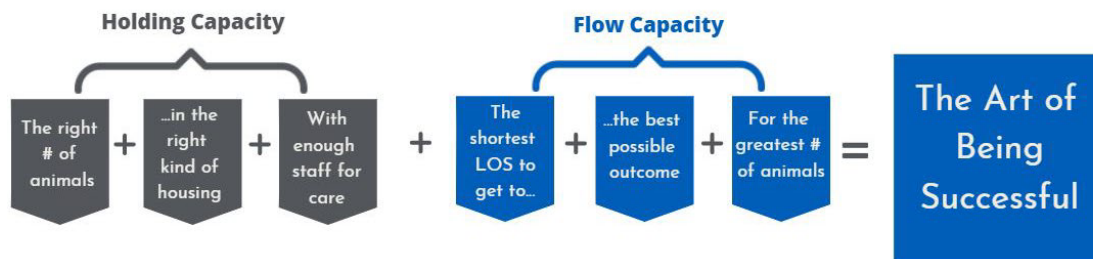 Holding Capacity
Flow Capacity
The right
# of
animals
+
...in the
right
kind of
housing
+
With
enough
staff for
care
+
The
shortest
LOS to
get to...
+
...the best
possible
outcome
+
For the
greatest #
of animals
=
The Art of
Being
Successful